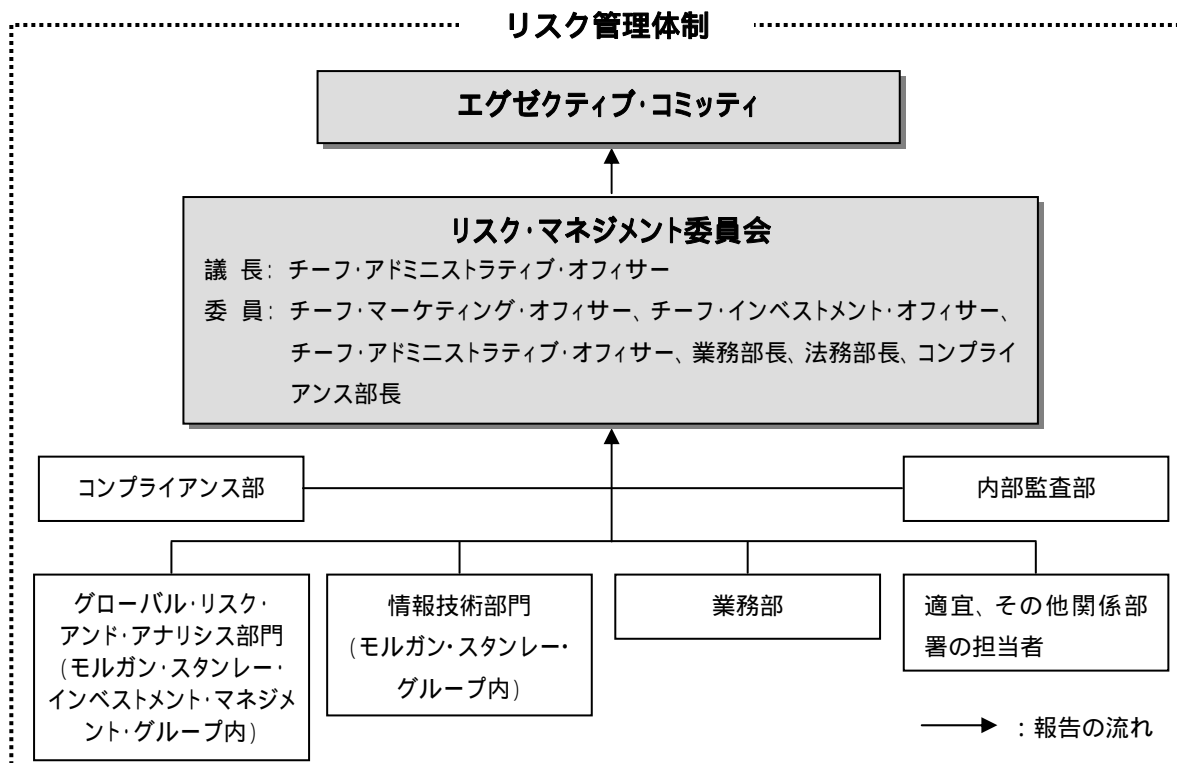 リスク管理体制
エグゼクティブ・コミッティ
リスク・マネジメント委員会
議 長: チーフ・アドミニストラティブ・オフィサー
委 員: チーフ・マーケティング・オフィサー、チーフ・インベストメント・オフィサー、
チーフ・アドミニストラティブ・オフィサー、業務部長、法務部長、コンプライ
アンス部長
コンプライアンス部
内部監査部
グローバル・リスク・
アンド・アナリシス部門
(モルガン・スタンレー・
インベストメント・マネジメ
ント・グループ内)
情報技術部門
(モルガン・スタンレー・
グループ内)
業務部
適宜、その他関係部
署の担当者
:報告の流れ